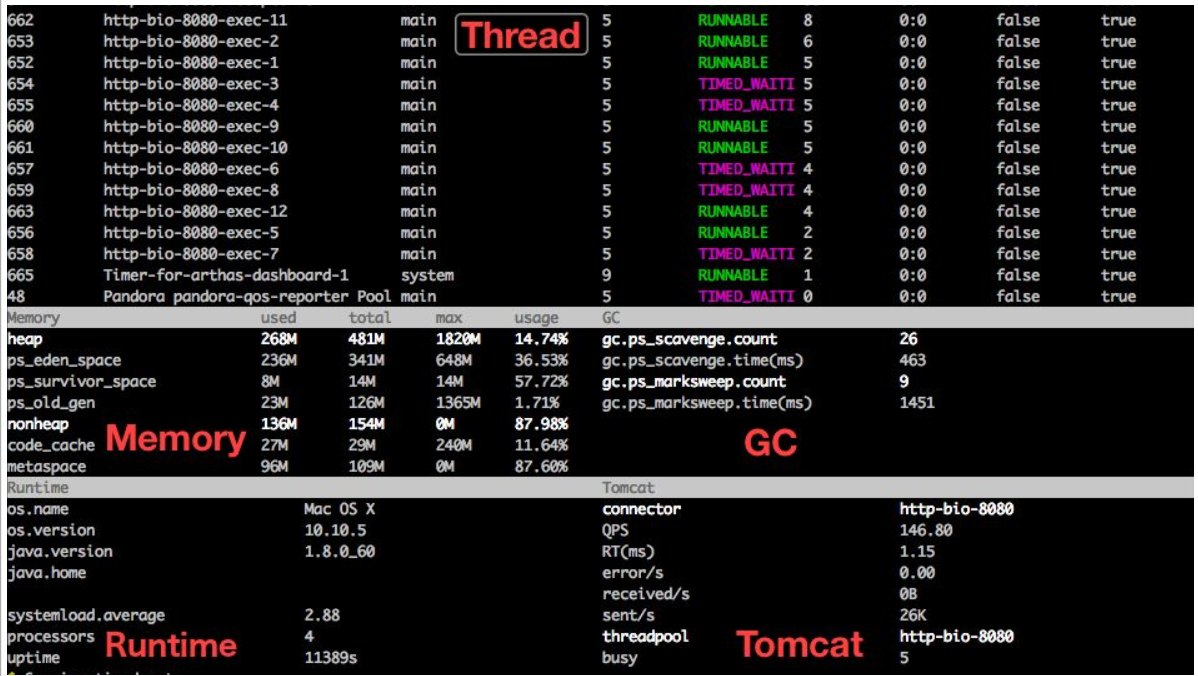 662 http-bio-8080-exec-11 main 5 RUNNABLE 8 0:0 false true
Thread
653 http-bio-8080-exec-2 main 5 RUNNABLE 6 0:0 false true
652 http-bio-8080-exec-1 main 5 RUNNABLE 5 0:0 false true
654 http-bio-8080-exec-3 main 5 TIMED_WAITI 5 0:0 false true
655 http-bio-8080-exec-4 main 5 TIMED_WAITI 5 0:0 false true
660 http-bio-8080-exec-9 main 5 RUNNABLE 5 0:0 false true
661 http-bio-8080-exec-10 main 5 RUNNABLE 5 0:0 false true
657 http-bio-8080-exec-6 main 5 TIMED_WAITI 4 0:0 false true
659 http-bio-8080-exec-8 main 5 TIMED_WAITI 4 0:0 false true
663 http-bio-8080-exec-12 main 5 RUNNABLE 4 0:0 false true
656 http-bio-8080-exec-5 main 5 RUNNABLE 2 0:0 false true
658 http-bio-8080-exec-7 main 5 TIMED_WAITI 2 0:0 false true
665 Timer-for-arthas-dashboard-1 system 9 RUNNABLE 1 0:0 false true
48 Pandora pandora-qos-reporter Pool main 5 TIMED_WAITI 0 0:0 false true
Memory used total max usage GC
heap 268M 481M 1820M 14.74% gc.ps_scavenge.count 26
ps_eden_space 236M 341M 648M 36.53% gc.ps_scavenge.time(ms) 463
ps_survivor_space 8M 14M 14M 57.72% gc.ps_marksweep.count 9
ps_old_gen 23M 126M 1365M 1.71% gc.ps_marksweep.time(ms) 1451
nonheap 136M 154M 0M 87.98%
code_cache 27M 29M 240M 11.64%
Memory GC
metaspace 96M 109M 0M 87.60%
Runtime Tomcat
os.name Mac OS X connector http-bio-8080
os.version 10.10.5 QPS 146.80
java.version 1.8.0_60 RT(ms) 1.15
java.home error/s 0.00
received/s 0B
systemload.average 2.88 sent/s 26K
processors 4 threadpool http-bio-8080
Runtime Tomcat
uptime 11389s busy 5